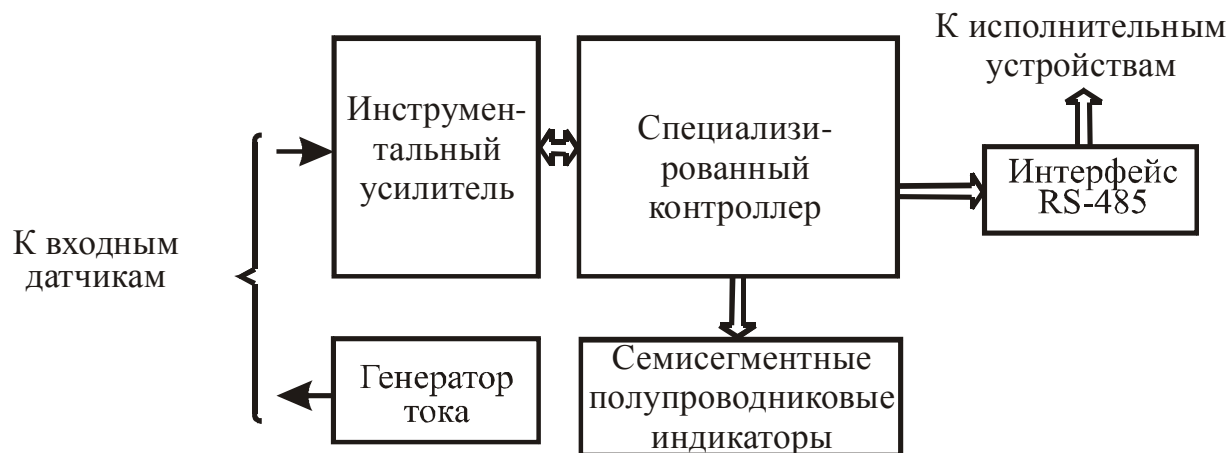 К исполнительным
устройствам
Инструмен-
тальный
усилитель
Специализи-
рованный
контроллер
Интерфейс
RS-485
К входным
датчикам
Генератор
тока
Семисегментные
полупроводниковые
индикаторы